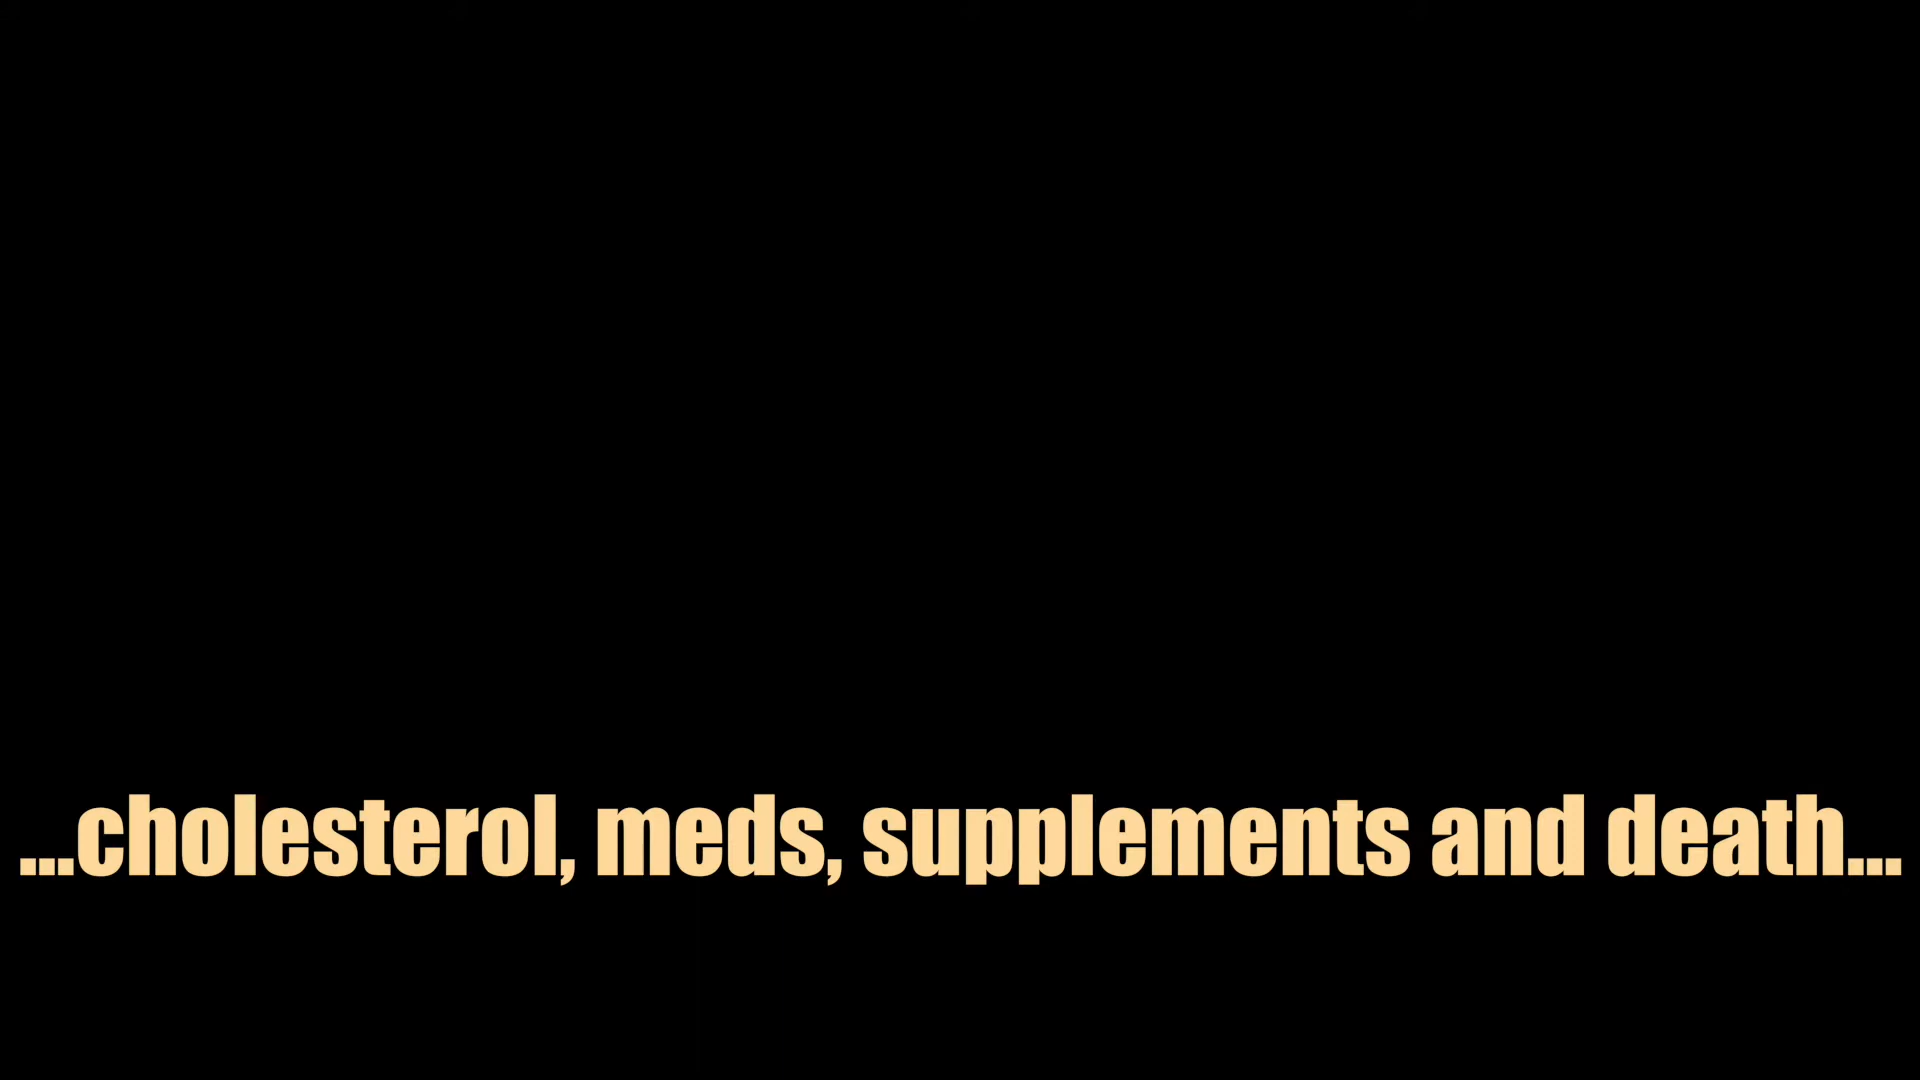 ...cholesterol, meds, supplements and death...